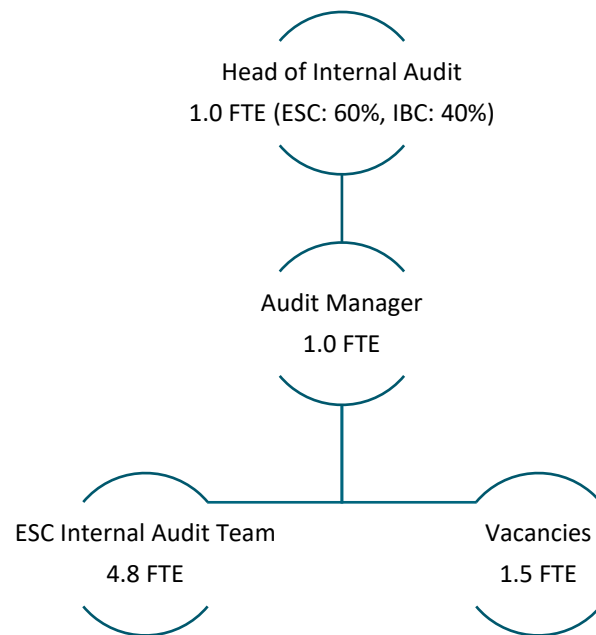 Head of Internal Audit
1.0 FTE (ESC: 60%, IBC: 40%)
Audit Manager
1.0 FTE
ESC Internal Audit Team
4.8 FTE
Vacancies
1.5 FTE